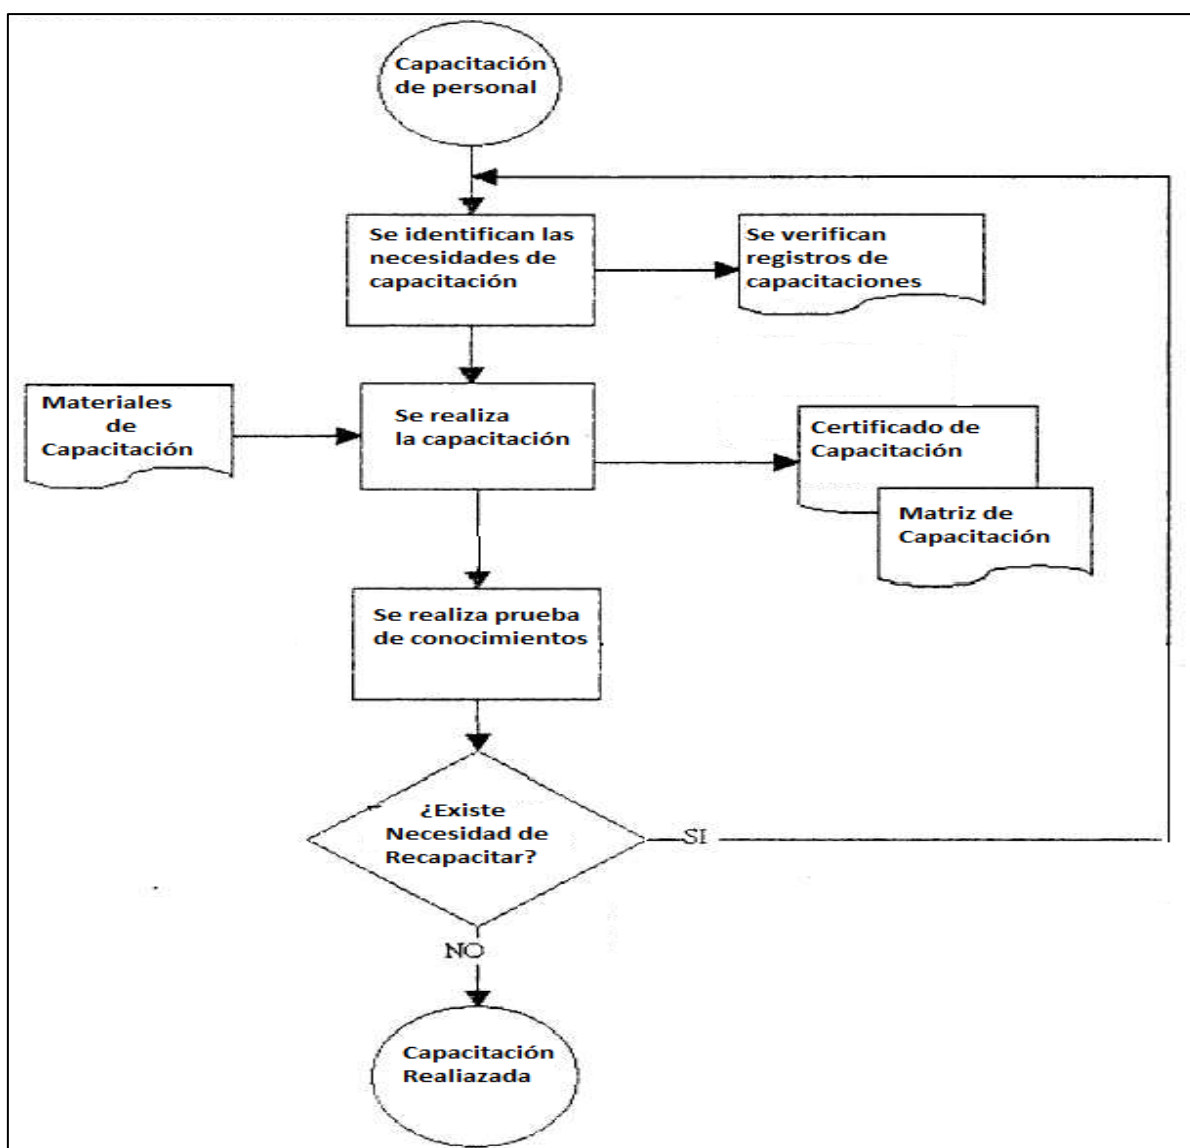 Capacitación
de personal
Se identifican las
necesidades de
capacitación
Se verifican
registros de
capacitaciones
Materiales
de
Capacitación
Se realiza
la capacitación
Certificado de
Capacitación
Matriz de
Capacitación
Se realiza prueba
de conocimientos
¿Existe
Necesidad de
Recapacitar?
SI
NO
Capacitación
Realiazada